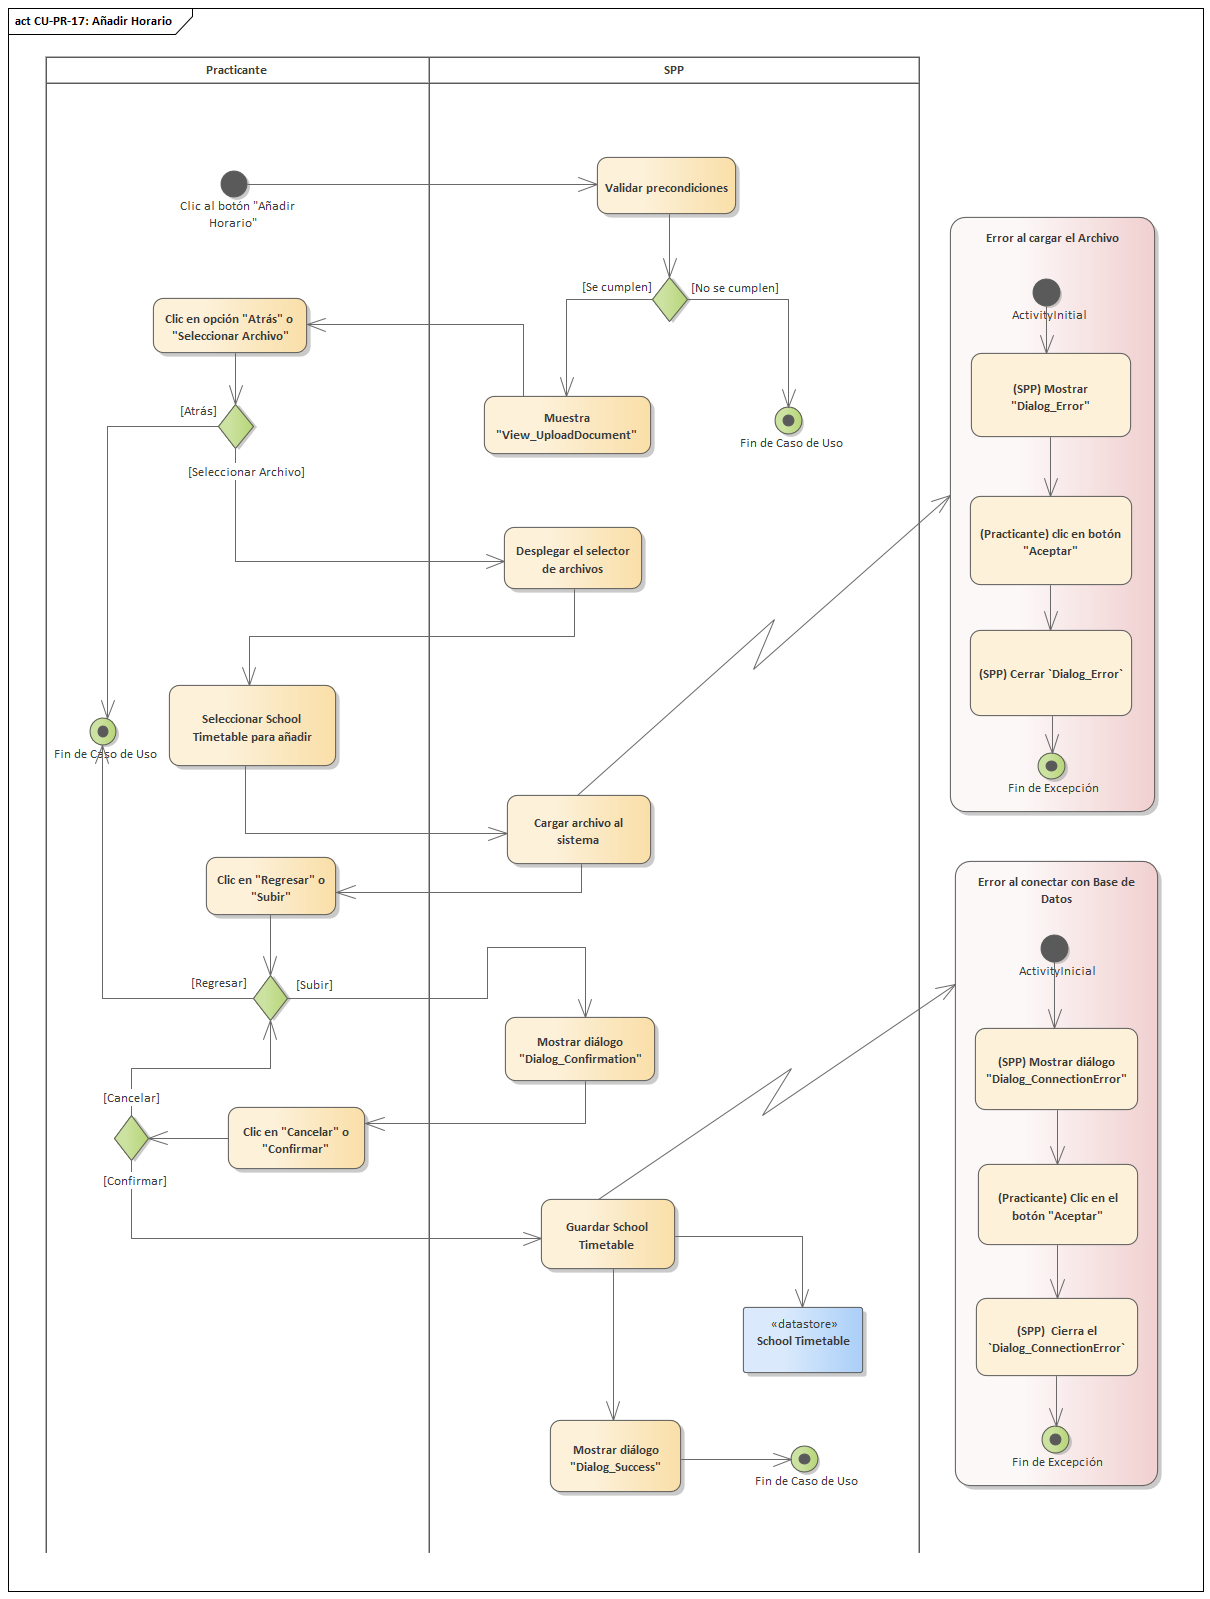 act CU-PR-17: Añadir Horario
Practicante
SPP
Clic al botón "Añadir
Horario"
Validar precondiciones
[Se cumplen]
[No se cumplen]
Clic en opción "Atrás" o
"Seleccionar Archivo"
Muestra
"View_UploadDocument"
Fin de Caso de Uso
[Atrás]
[Seleccionar Archivo]
Desplegar el selector
de archivos
Seleccionar School
Timetable para añadir
Fin de Caso de Uso
Cargar archivo al
sistema
Clic en "Regresar" o
"Subir"
[Regresar]
[Subir]
Mostrar diálogo
"Dialog_Confirmation"
[Cancelar]
Clic en "Cancelar" o
"Confirmar"
[Confirmar]
Guardar School
Timetable
«datastore»
School Timetable
Mostrar diálogo
"Dialog_Success"
Fin de Caso de Uso
Error al cargar el Archivo
ActivityInitial
(SPP) Mostrar
"Dialog_Error"
(Practicante) clic en botón
"Aceptar"
(SPP) Cerrar `Dialog_Error`
Fin de Excepción
Error al conectar con Base de
Datos
ActivityInicial
(SPP) Mostrar diálogo
"Dialog_ConnectionError"
(Practicante) Clic en el
botón "Aceptar"
(SPP)  Cierra el
`Dialog_ConnectionError`
Fin de Excepción